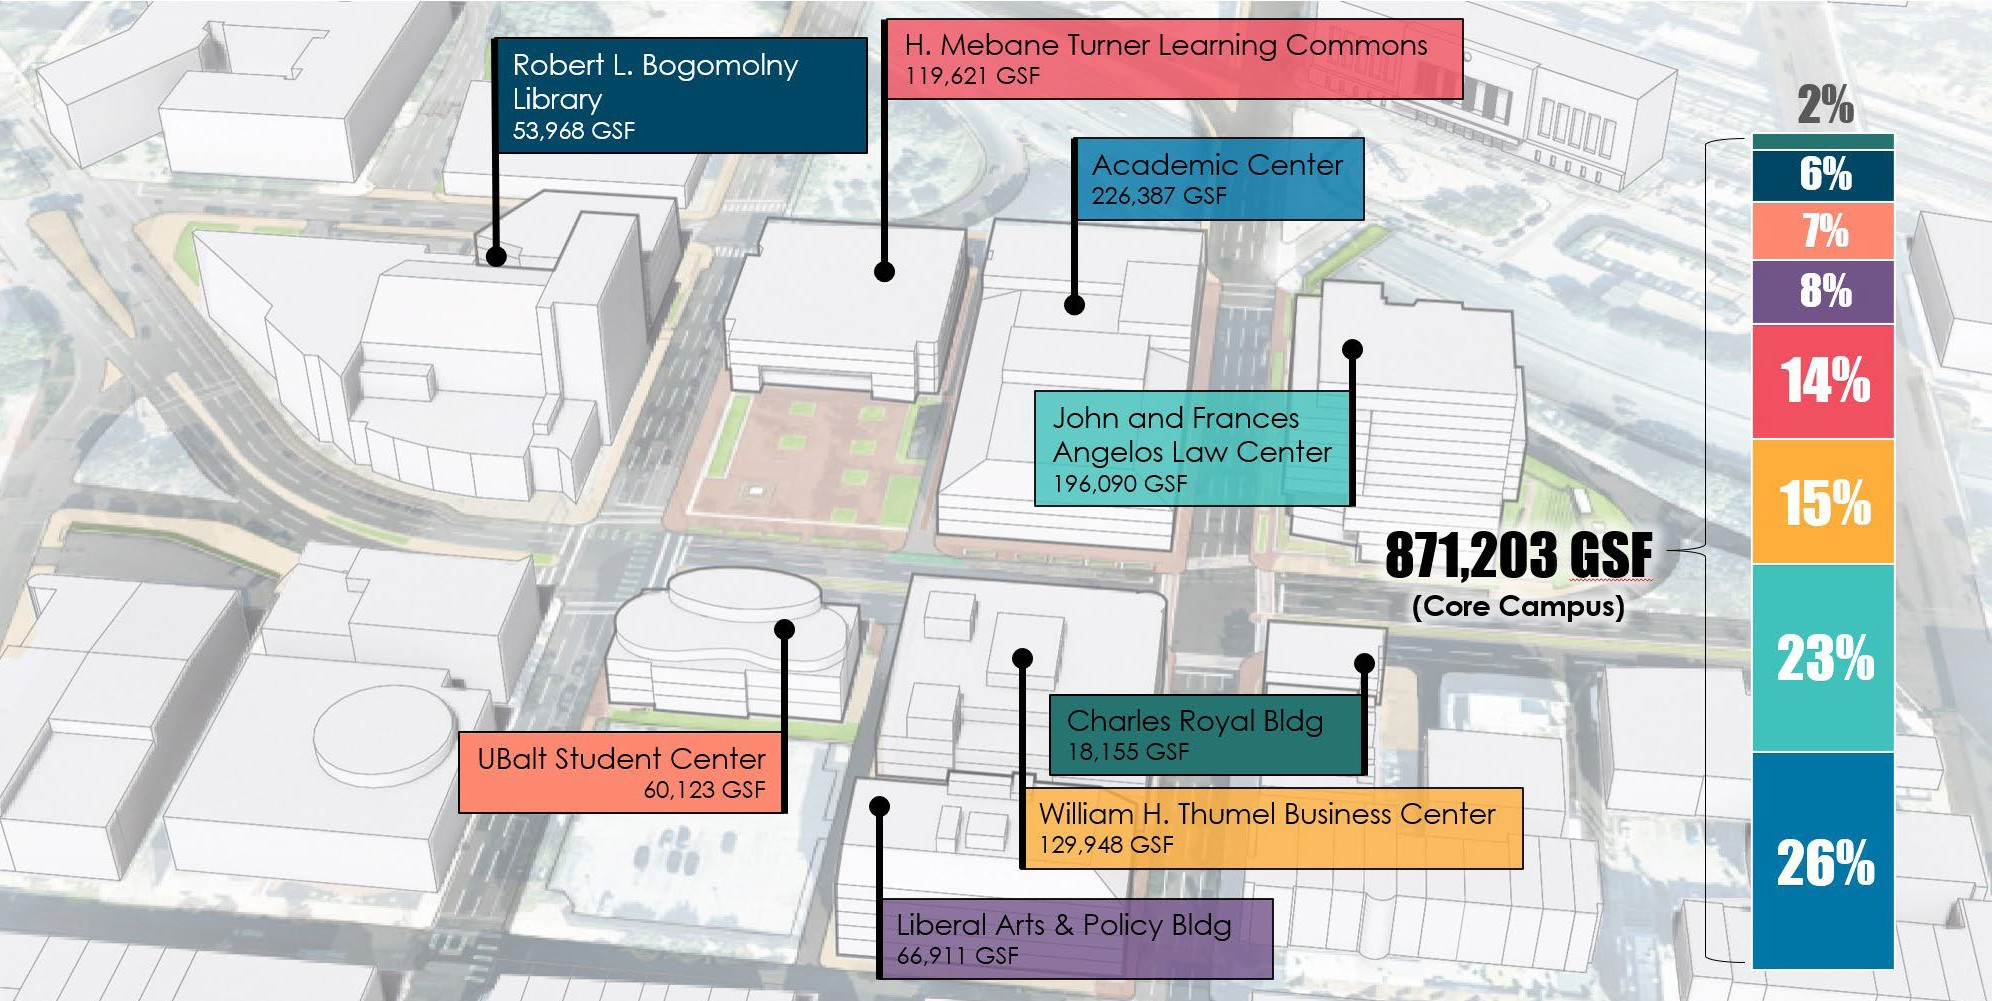 Robert L. Bogomolny
Library
53,968 GSF
H. Mebane Turner Learning Commons
119,621 GSF
Academic Center
226,387 GSF
John and Frances
Angelos Law Center
196,090 GSF
871,203 GSF
(Core Campus)
UBalt Student Center
60,123 GSF
Charles Royal Bldg
18,155 GSF
William H. Thumel Business Center
129,948 GSF
Liberal Arts & Policy Bldg
66,911 GSF
2%
6%
7%
8%
14%
15%
23%
26%